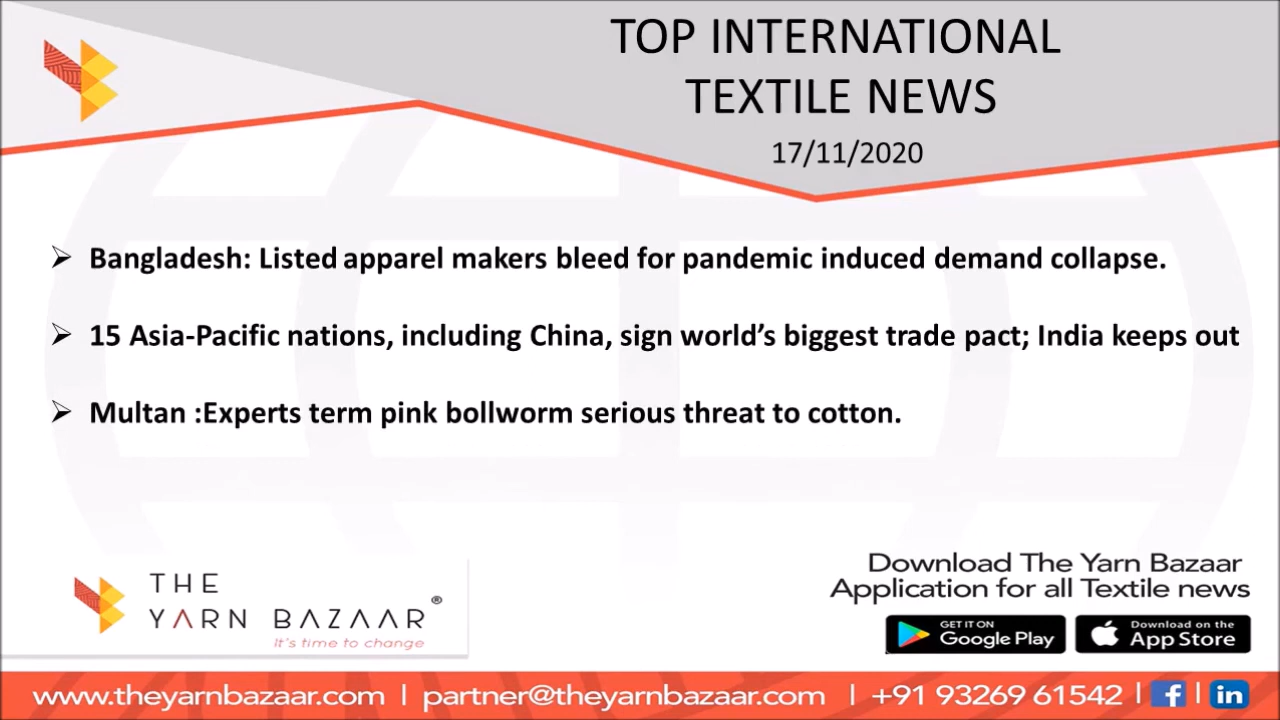 TOP INTERNATIONAL
TEXTILE NEWS
17/11/2020
➢ Bangladesh: Listed apparel makers bleed for pandemic induced demand collapse.
➢ 15 Asia-Pacific nations, including China, sign world’s biggest trade pact; India keeps out
➢ Multan :Experts term pink bollworm serious threat to cotton.
THE
YARN BAZAAR®
It's time to change
Download The Yarn Bazaar
Application for all Textile news
GET IT ON
Google Play
Download on the
App Store
www.theyarnbazaar.com | partner@theyarnbazaar.com | +91 93269 61542 | f | in